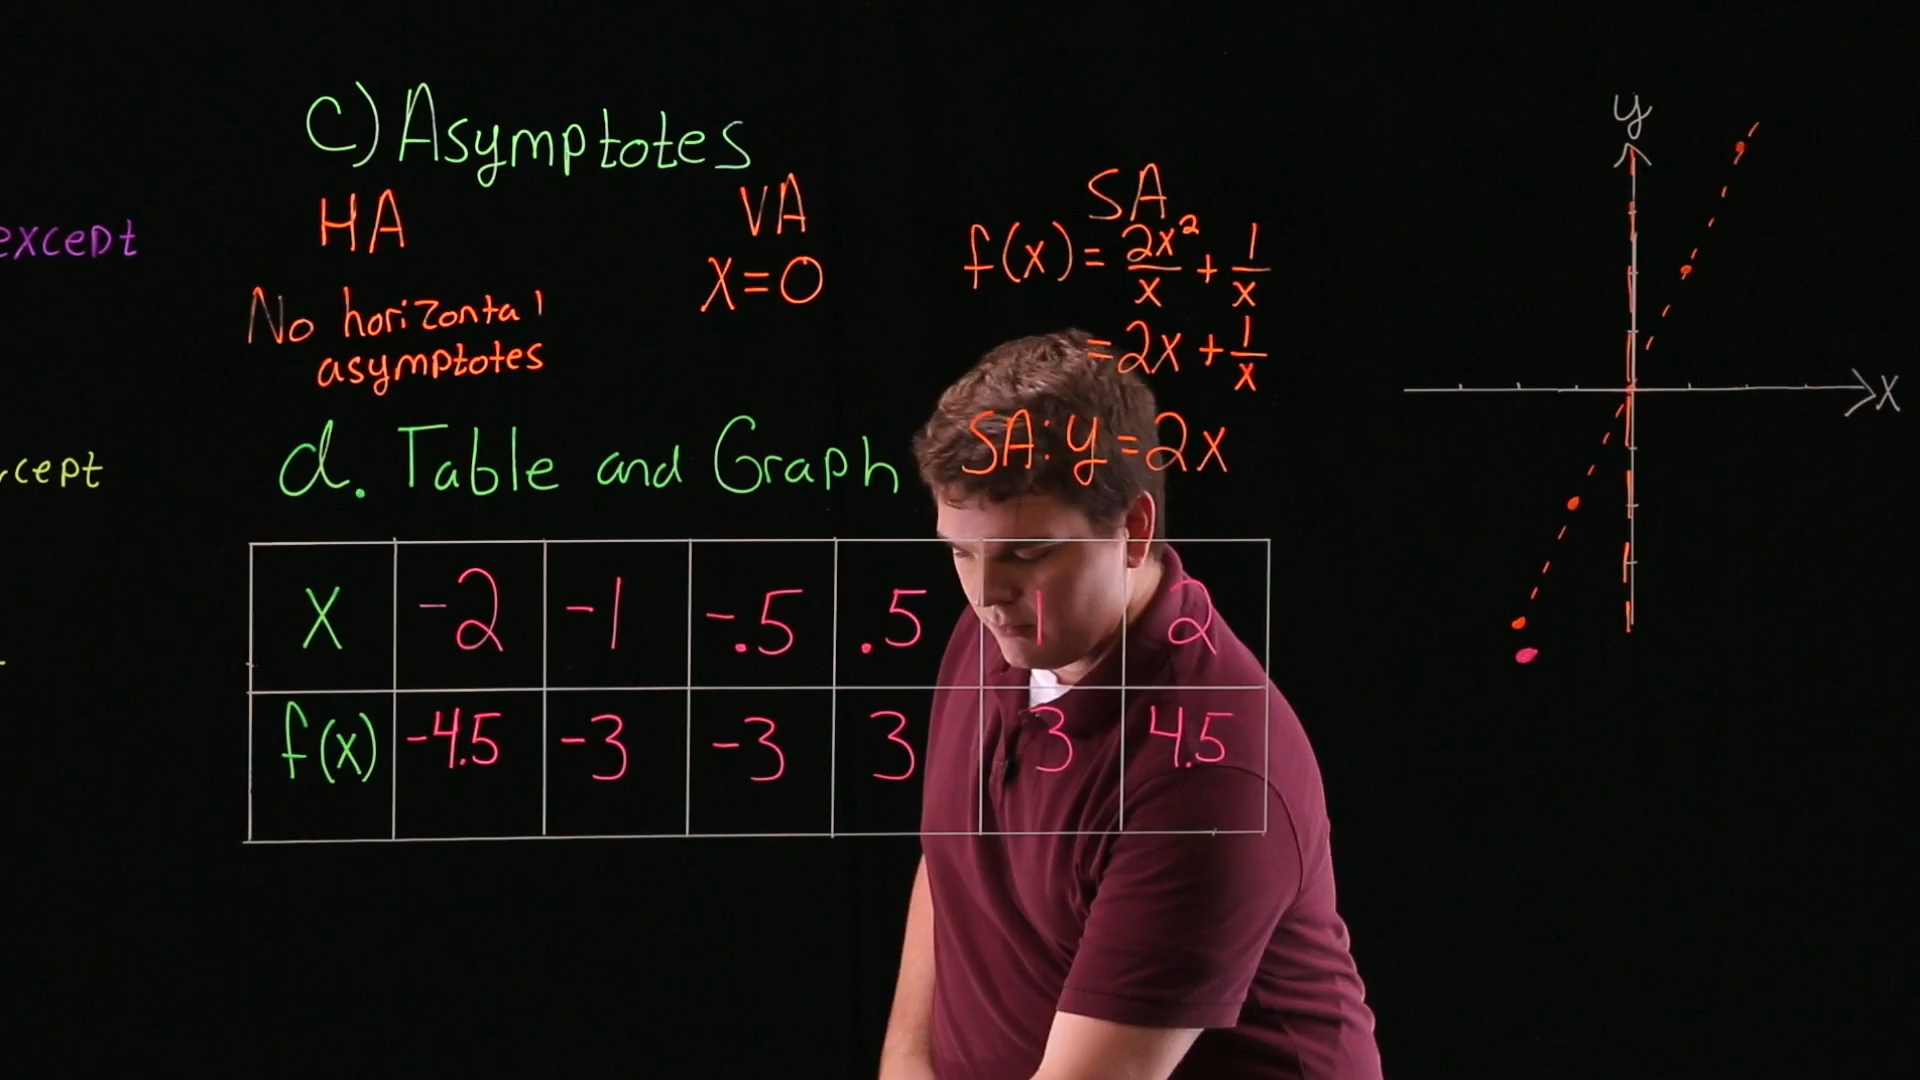 except
rcept
c) Asymptotes
HA
No horizontal
asymptotes
VA
x=0
SA
f(x) = 2x²/x + 1/x
= 2x + 1/x
SA: y=2x
d. Table and Graph
x -2 -1 -.5 .5 1 2
f(x) -4.5 -3 -3 3 3 4.5
y
x